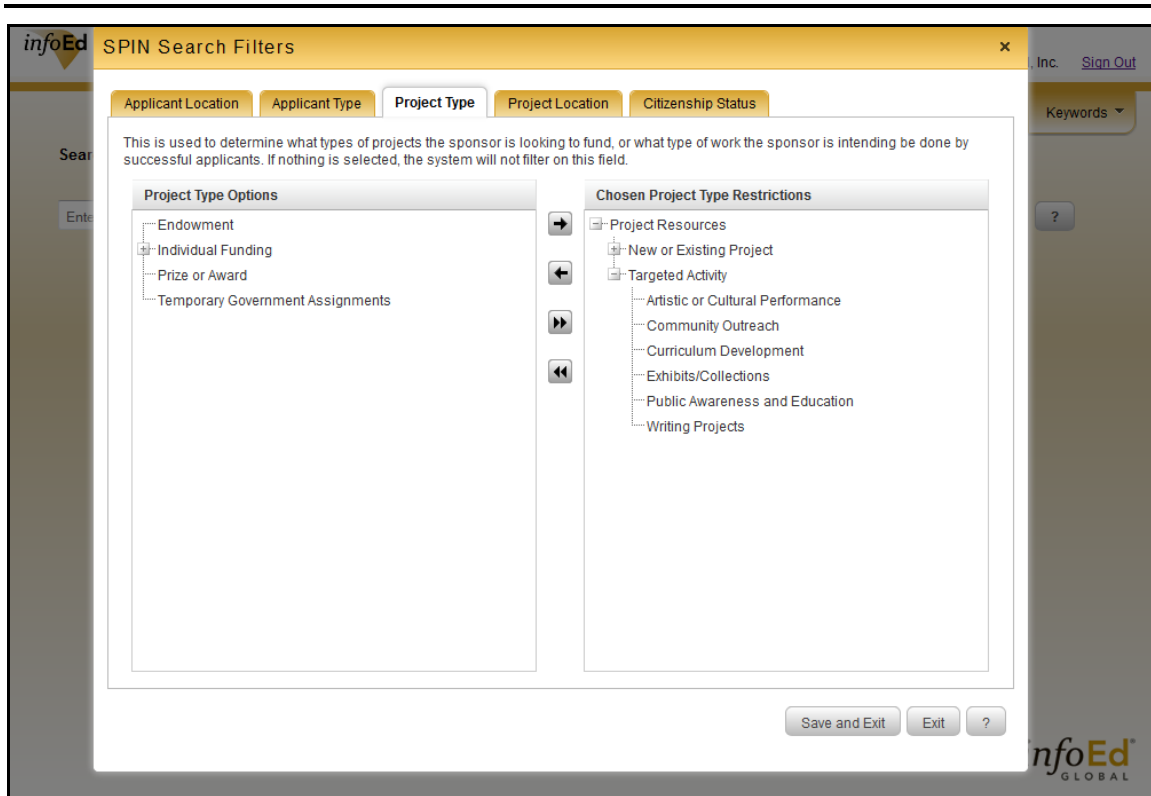 infoEd
SPIN Search Filters
×
, Inc. Sign Out
Applicant Location Applicant Type Project Type Project Location Citizenship Status
Keywords
This is used to determine what types of projects the sponsor is looking to fund, or what type of work the sponsor is intending be done by
Sear
successful applicants. If nothing is selected, the system will not filter on this field.
Project Type Options
Chosen Project Type Restrictions
Ente
?
Endowment
Individual Funding
Prize or Award
Temporary Government Assignments
Project Resources
New or Existing Project
Targeted Activity
Artistic or Cultural Performance
Community Outreach
Curriculum Development
Exhibits/Collections
Public Awareness and Education
Writing Projects
Save and Exit Exit ?
nfoEd®
GLOBAL